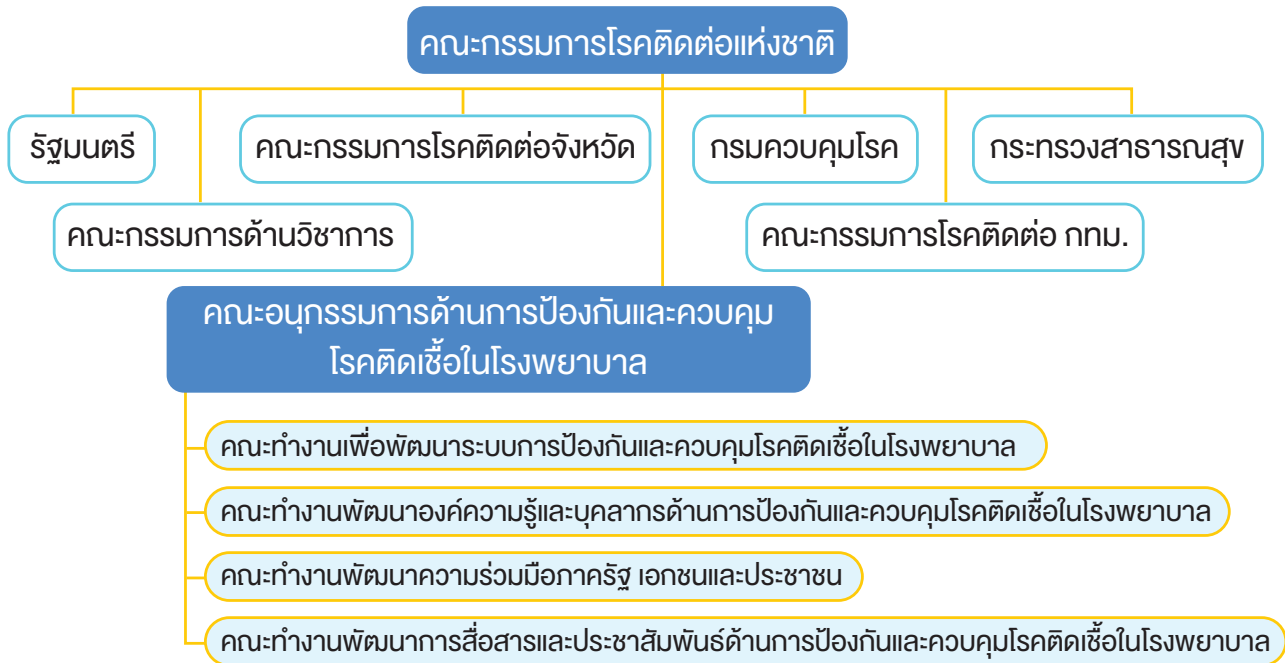 คณะกรรมการโรคติดต่อแห่งชาติ
รัฐมนตรี
คณะกรรมการโรคติดต่อจังหวัด
กรมควบคุมโรค
กระทรวงสาธารณสุข
คณะกรรมการด้านวิชาการ
คณะกรรมการโรคติดต่อ กทม.
คณะอนุกรรมการด้านการป้องกันและควบคุม
โรคติดเชื้อในโรงพยาบาล
คณะทำงานเพื่อพัฒนาระบบการป้องกันและควบคุมโรคติดเชื้อในโรงพยาบาล
คณะทำงานพัฒนาองค์ความรู้และบุคลากรด้านการป้องกันและควบคุมโรคติดเชื้อในโรงพยาบาล
คณะทำงานพัฒนาความร่วมมือภาครัฐ เอกชนและประชาชน
คณะทำงานพัฒนาการสื่อสารและประชาสัมพันธ์ด้านการป้องกันและควบคุมโรคติดเชื้อในโรงพยาบาล